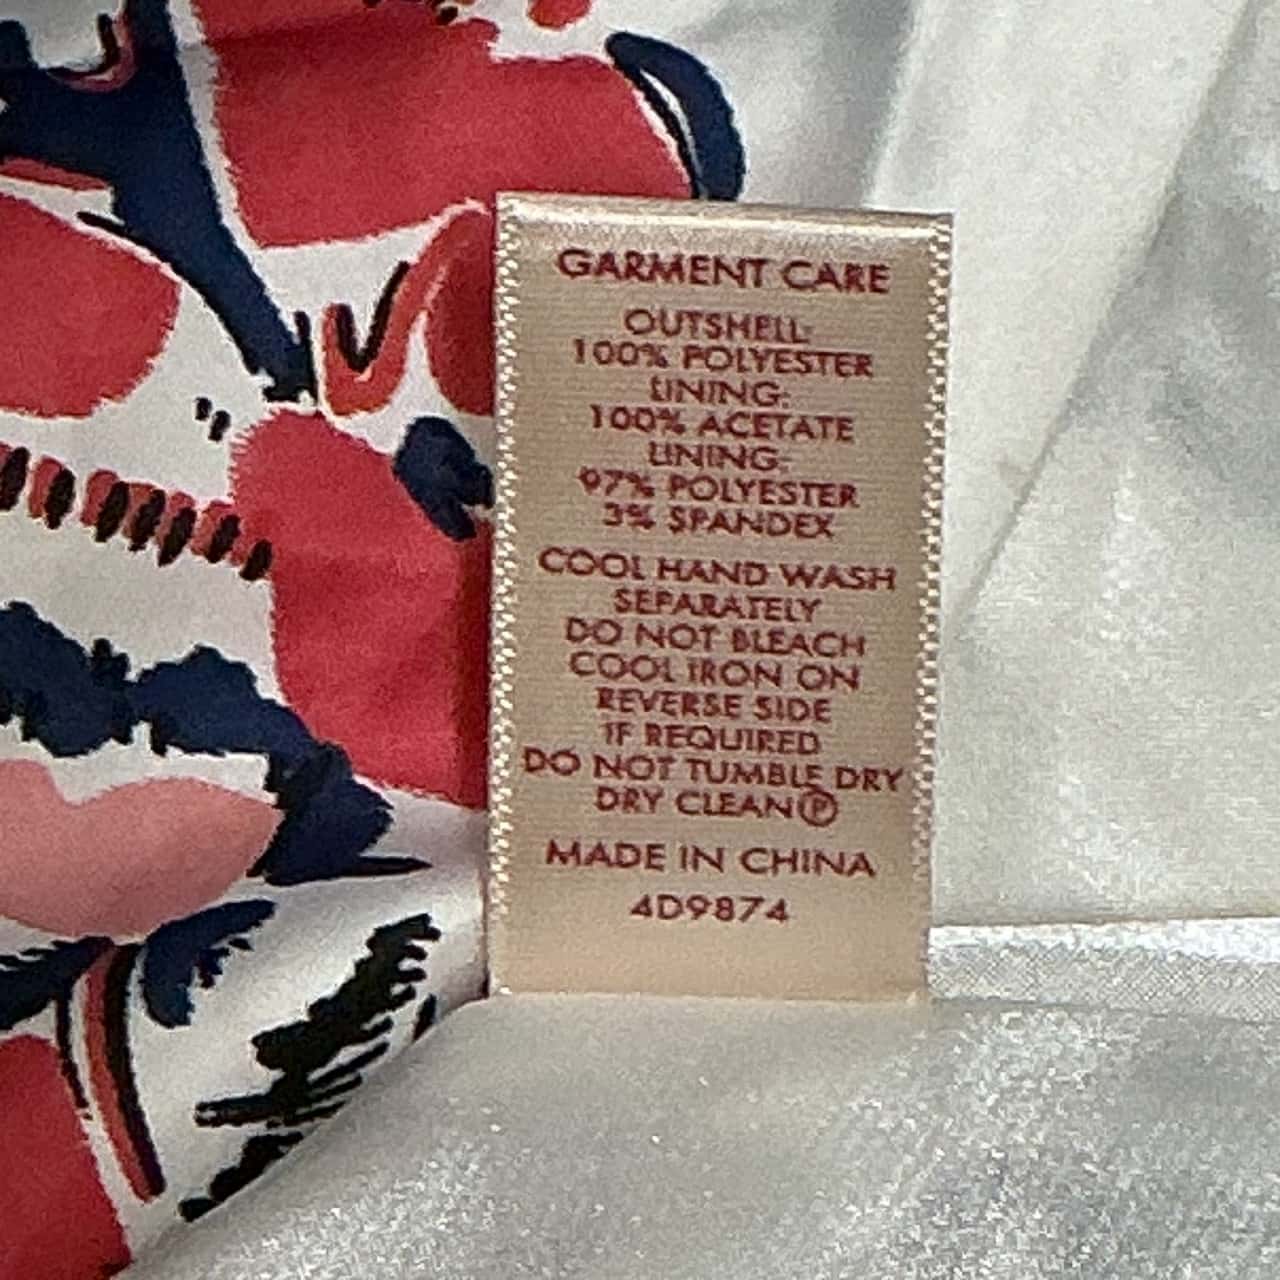 GARMENT CARE
OUTSHELL:
100% POLYESTER
LINING:
100% ACETATE
LINING:
97% POLYESTER
3% SPANDEX
COOL HAND WASH
SEPARATELY
DO NOT BLEACH
COOL IRON ON
REVERSE SIDE
IF REQUIRED
DO NOT TUMBLE DRY
DRY CLEAN Ⓟ
MADE IN CHINA
4D9874